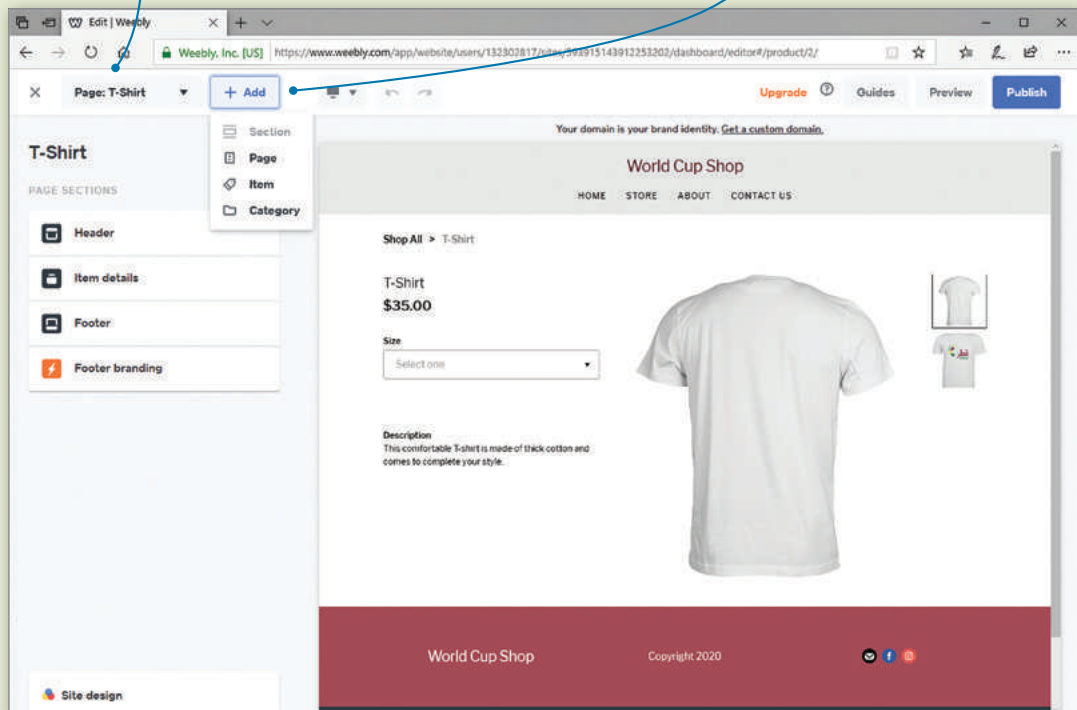 Edit | Weebly
Weebly, Inc. [US] https://www.weebly.com/app/website/users/132302817/sites/593915143912253202/dashboard/editor#/product/2/
Page: T-Shirt
+ Add
Upgrade
Guides
Preview
Publish
Section
Page
Item
Category
T-Shirt
PAGE SECTIONS
Header
Item details
Footer
Footer branding
Site design
Your domain is your brand identity. Get a custom domain.
World Cup Shop
HOME STORE ABOUT CONTACT US
Shop All > T-Shirt
T-Shirt
$35.00
Size
Select one
Description
This comfortable T-shirt is made of thick cotton and
comes to complete your style.
World Cup Shop
Copyright 2020